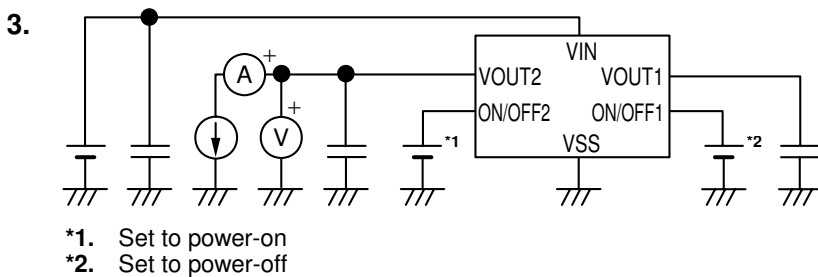 3.
VIN
A
+
VOUT2
VOUT1
+
ON/OFF2
ON/OFF1
V
*1
*2
VSS
*1. Set to power-on
*2. Set to power-off